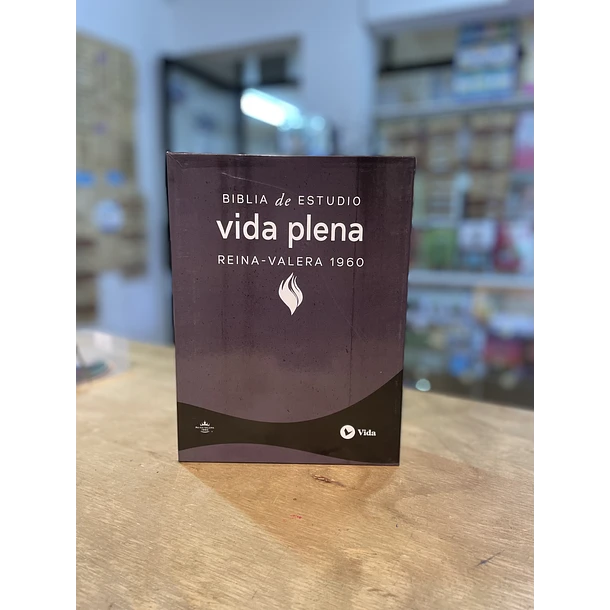 BIBLIA de ESTUDIO
vida plena
REINA-VALERA 1960
Vida